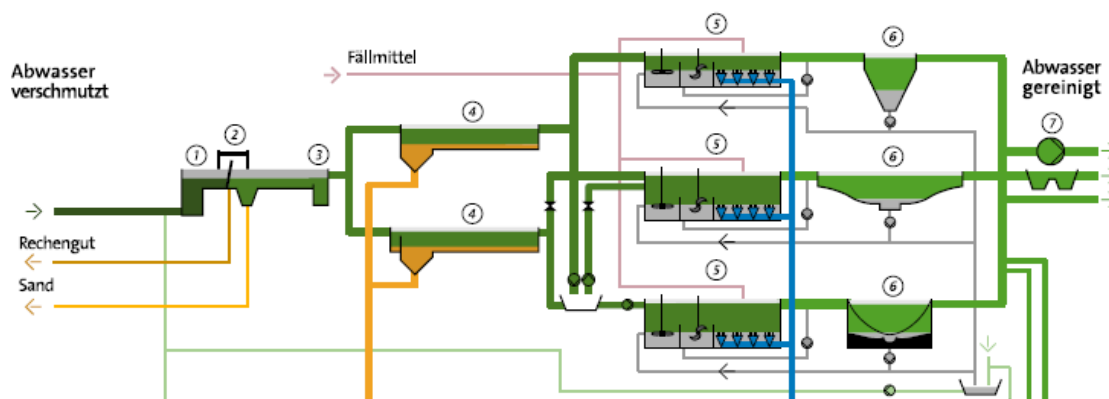 Abwasser
verschmutzt
Fällmittel
Abwasser
gereinigt
Rechengut
Sand
1
2
3
4
4
5
5
5
6
6
6
7